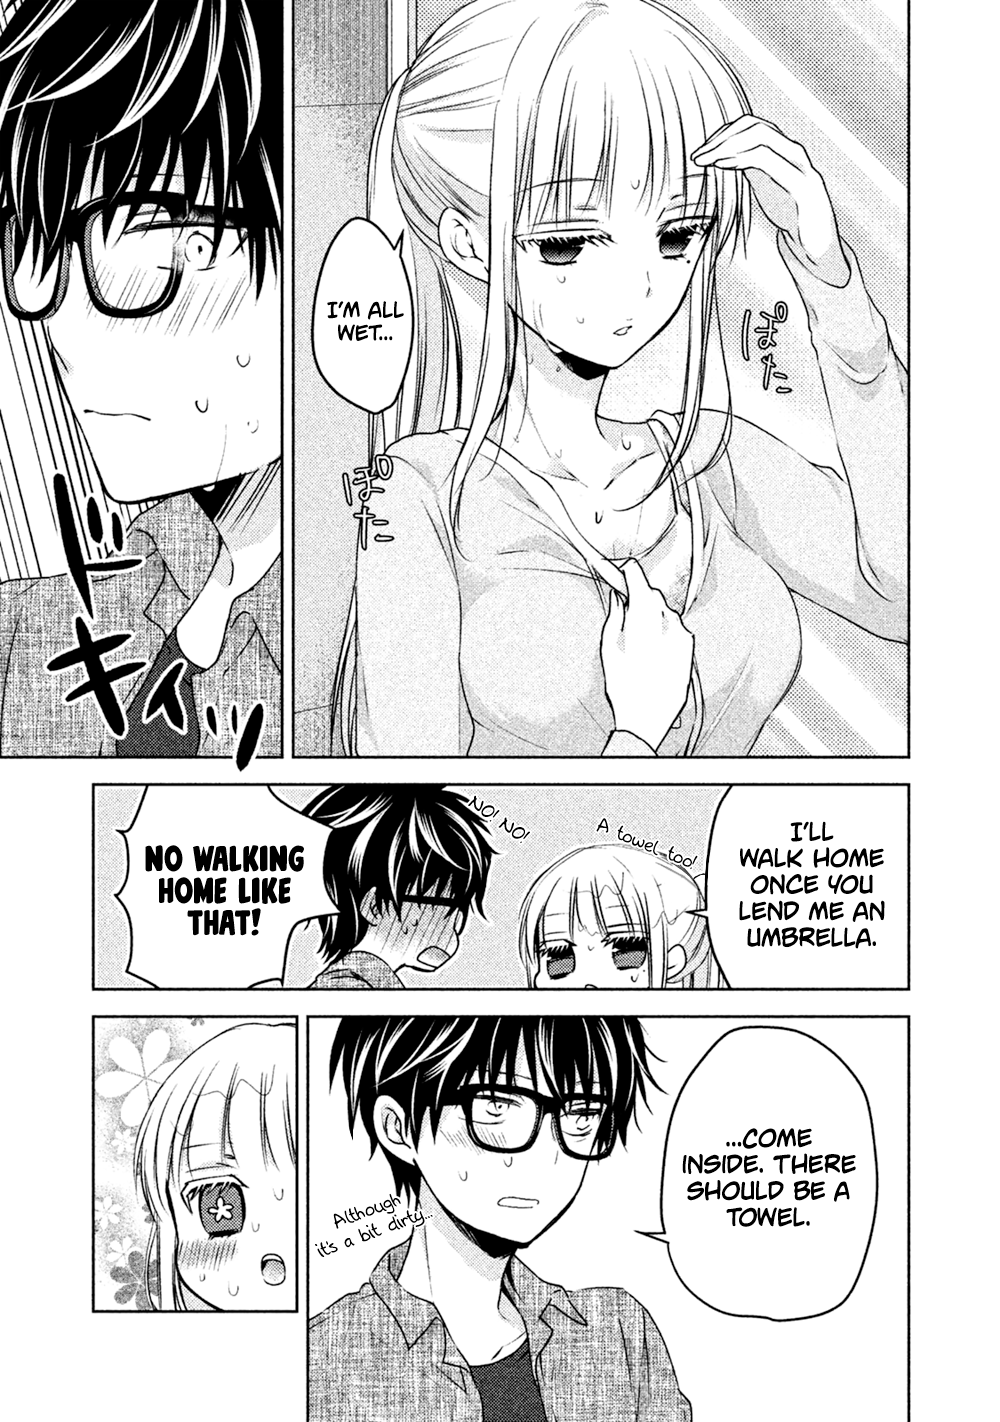 I'M ALL
WET...
ぽた
ぽた
ドキィッ
I'LL
WALK HOME
ONCE YOU
LEND ME AN
UMBRELLA.
A towel too!
NO! NO!
NO WALKING
HOME LIKE
THAT!
...COME
INSIDE. THERE
SHOULD BE A
TOWEL.
Although
it's a bit dirty...